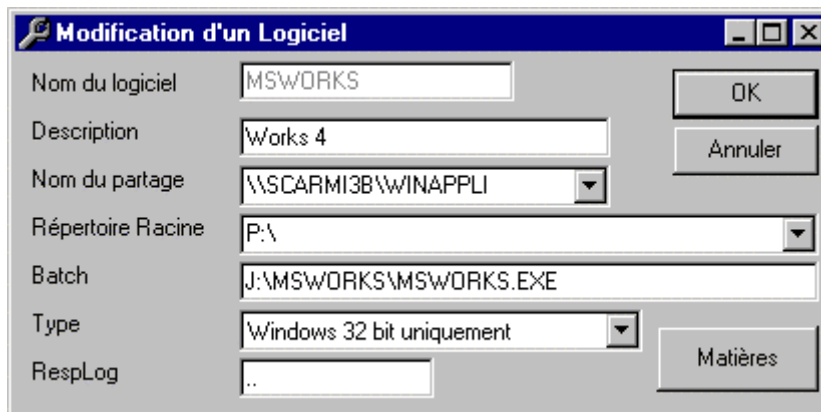 Modification d'un Logiciel
Nom du logiciel MSWORKS OK
Description Works 4 Annuler
Nom du partage \\SCARMI3B\WINAPPLI
Répertoire Racine P:\
Batch J:\MSWORKS\MSWORKS.EXE
Type Windows 32 bit uniquement
Matières
RespLog ..